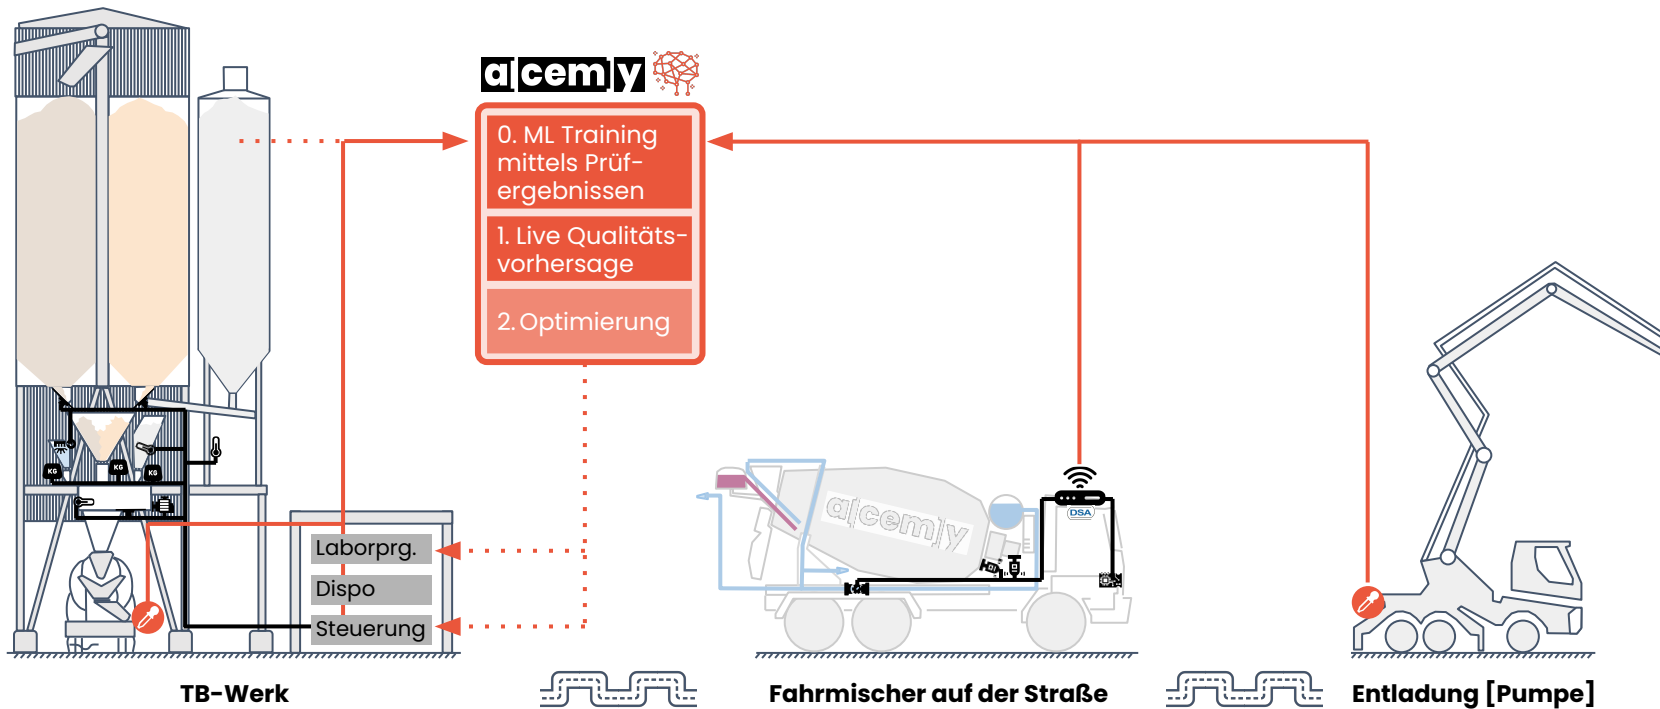 a[cem]y
0. ML Training
mittels Prüf-
ergebnissen
1. Live Qualitäts-
vorhersage
2. Optimierung
KG
KG
KG
Laborprg.
Dispo
Steuerung
a[cem]y
DSA
TB-Werk
Fahrmischer auf der Straße
Entladung [Pumpe]